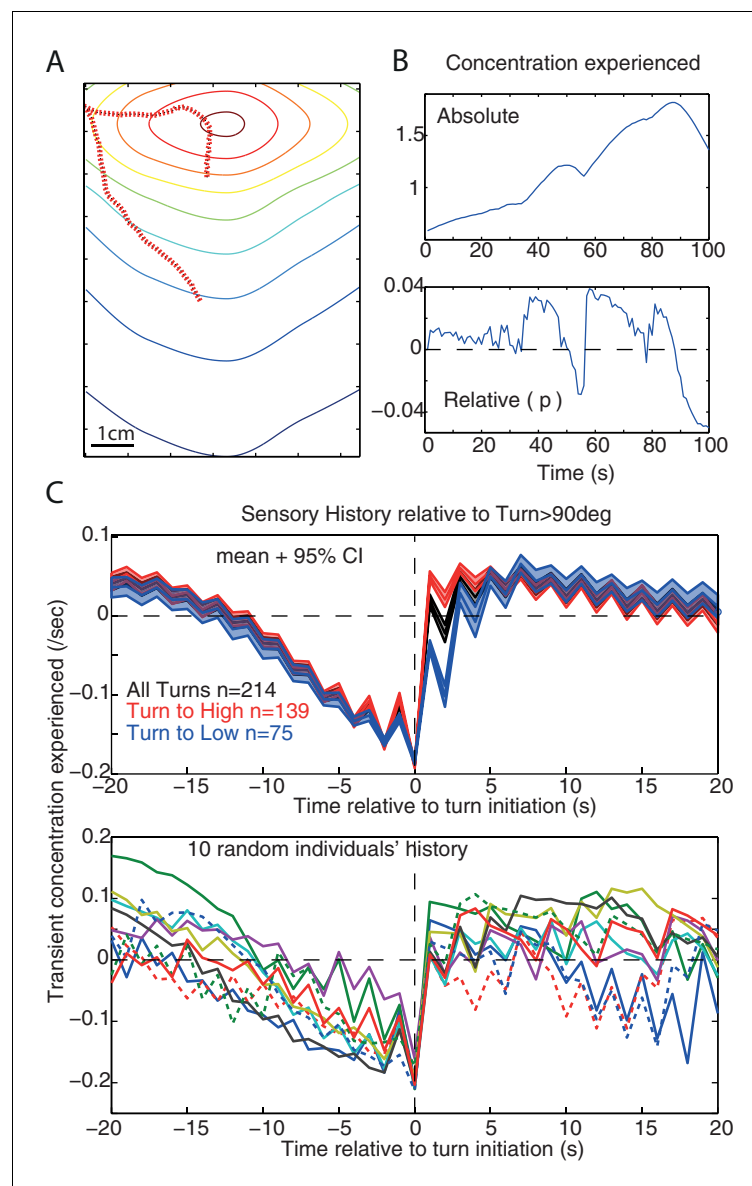 A
1cm
B
Concentration experienced
Absolute
1.5
1
0 20 40 60 80 100
0.04
0
−0.04
Relative ( p )
0 20 40 60 80 100
Time (s)
C
Sensory History relative to Turn>90deg
mean + 95% CI
0.1
0
−0.1
−0.2
All Turns n=214
Turn to High n=139
Turn to Low n=75
−20 −15 −10 −5 0 5 10 15 20
Time relative to turn initiation (s)
Transient concentration experienced (/sec)
10 random individuals’ history
0.2
0.1
0
−0.1
−0.2
−20 −15 −10 −5 0 5 10 15 20
Time relative to turn initiation (s)